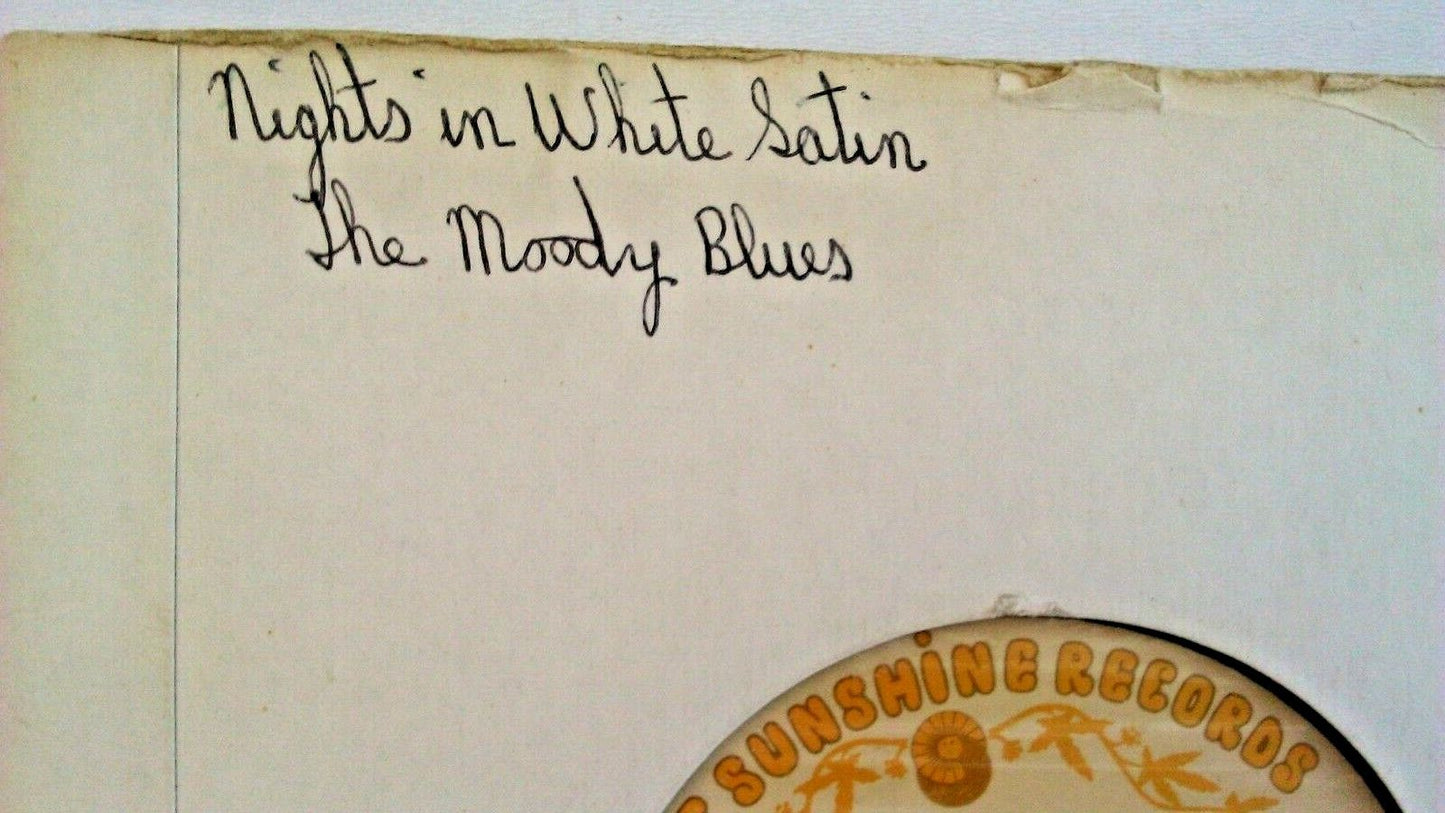 Nights in White Satin
The Moody Blues
SUNSHINE RECORDS